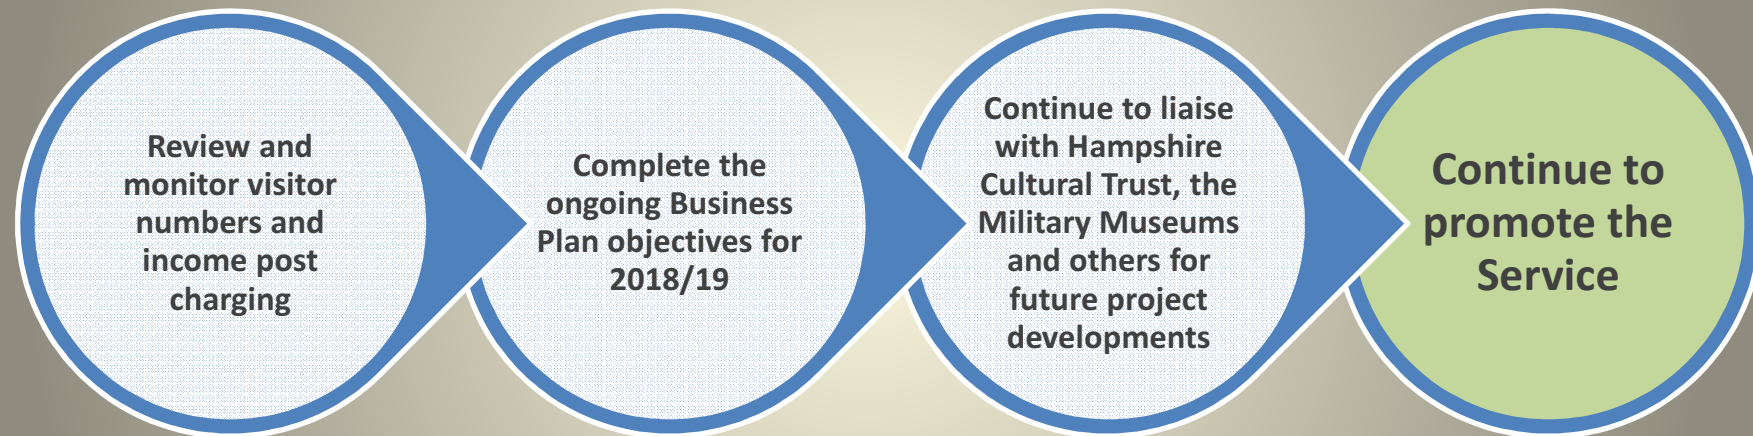 Review and
monitor visitor
numbers and
income post
charging
Complete the
ongoing Business
Plan objectives for
2018/19
Continue to liaise
with Hampshire
Cultural Trust, the
Military Museums
and others for
future project
developments
Continue to
promote the
Service